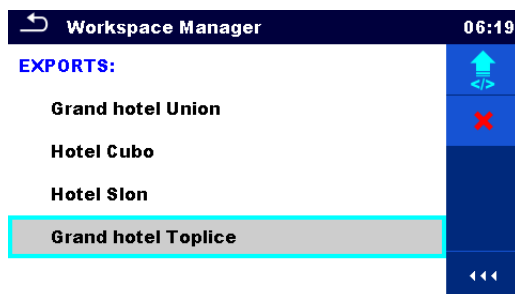 Workspace Manager 06:19
EXPORTS:
</>
Grand hotel Union
Hotel Cubo
Hotel Slon
Grand hotel Toplice